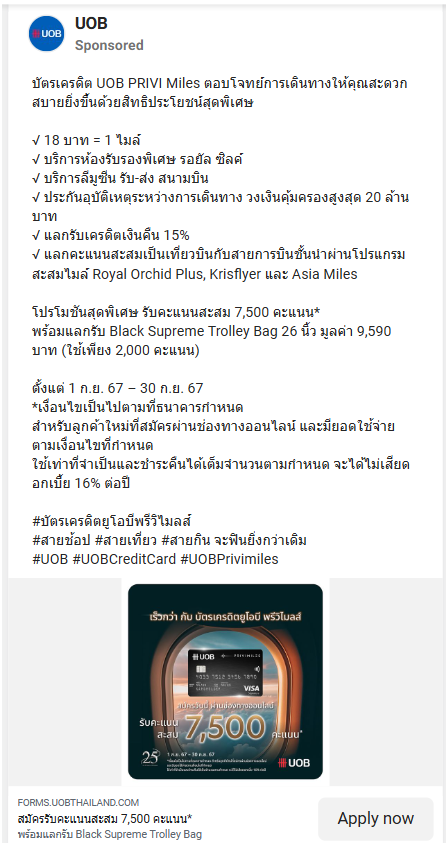 UOB
UOB
Sponsored
บัตรเครดิต UOB PRIVI Miles ตอบโจทย์การเดินทางให้คุณสะดวก
สบายยิ่งขึ้นด้วยสิทธิประโยชน์สุดพิเศษ
√ 18 บาท = 1 ไมล์
√ บริการห้องรับรองพิเศษ รอยัล ซิลค์
√ บริการลีมูซีน รับ-ส่ง สนามบิน
√ ประกันอุบัติเหตุระหว่างการเดินทาง วงเงินคุ้มครองสูงสุด 20 ล้าน
บาท
√ แลกรับเครดิตเงินคืน 15%
√ แลกคะแนนสะสมเป็นเที่ยวบินกับสายการบินชั้นนำผ่านโปรแกรม
สะสมไมล์ Royal Orchid Plus, Krisflyer และ Asia Miles
โปรโมชันสุดพิเศษ รับคะแนนสะสม 7,500 คะแนน*
พร้อมแลกรับ Black Supreme Trolley Bag 26 นิ้ว มูลค่า 9,590
บาท (ใช้เพียง 2,000 คะแนน)
ตั้งแต่ 1 ก.ย. 67 – 30 ก.ย. 67
*เงื่อนไขเป็นไปตามที่ธนาคารกำหนด
สำหรับลูกค้าใหม่ที่สมัครผ่านช่องทางออนไลน์ และมียอดใช้จ่าย
ตามเงื่อนไขที่กำหนด
ใช้เท่าที่จำเป็นและชำระคืนได้เต็มจำนวนตามกำหนด จะได้ไม่เสียด
อกเบี้ย 16% ต่อปี
#บัตรเครดิตยูโอบีพรีวิไมลส์
#สายช้อป #สายเที่ยว #สายกิน จะฟินยิ่งกว่าเดิม
#UOB #UOBCreditCard #UOBPrivimiles
เร็วกว่า กับ บัตรเครดิตยูโอบี พรีวิไมลส์
UOB PRIVIMILES
VISA
สมัครวันนี้ ผ่านช่องทางออนไลน์
รับคะแนน
สะสม 7,500 คะแนน*
25 1 ก.ย. 67 - 30 ก.ย. 67
UOB
FORMS.UOBTHAILAND.COM
สมัครรับคะแนนสะสม 7,500 คะแนน*
พร้อมแลกรับ Black Supreme Trolley Bag
Apply now